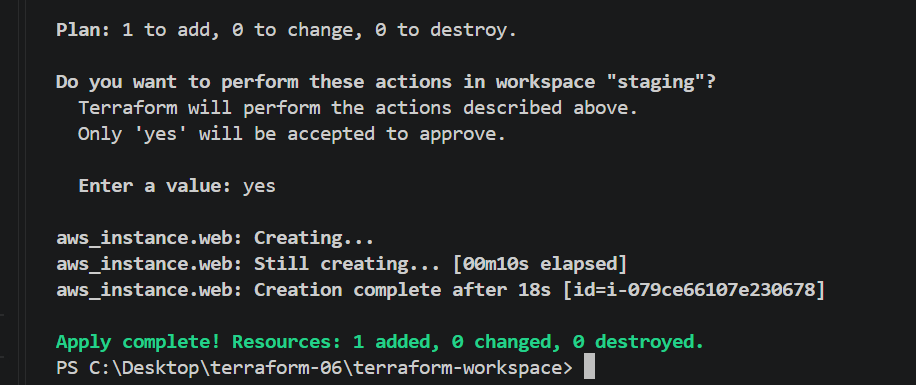 Plan: 1 to add, 0 to change, 0 to destroy.
Do you want to perform these actions in workspace "staging"?
Terraform will perform the actions described above.
Only 'yes' will be accepted to approve.
Enter a value: yes
aws_instance.web: Creating...
aws_instance.web: Still creating... [00m10s elapsed]
aws_instance.web: Creation complete after 18s [id=i-079ce66107e230678]
Apply complete! Resources: 1 added, 0 changed, 0 destroyed.
PS C:\Desktop\terraform-06\terraform-workspace>